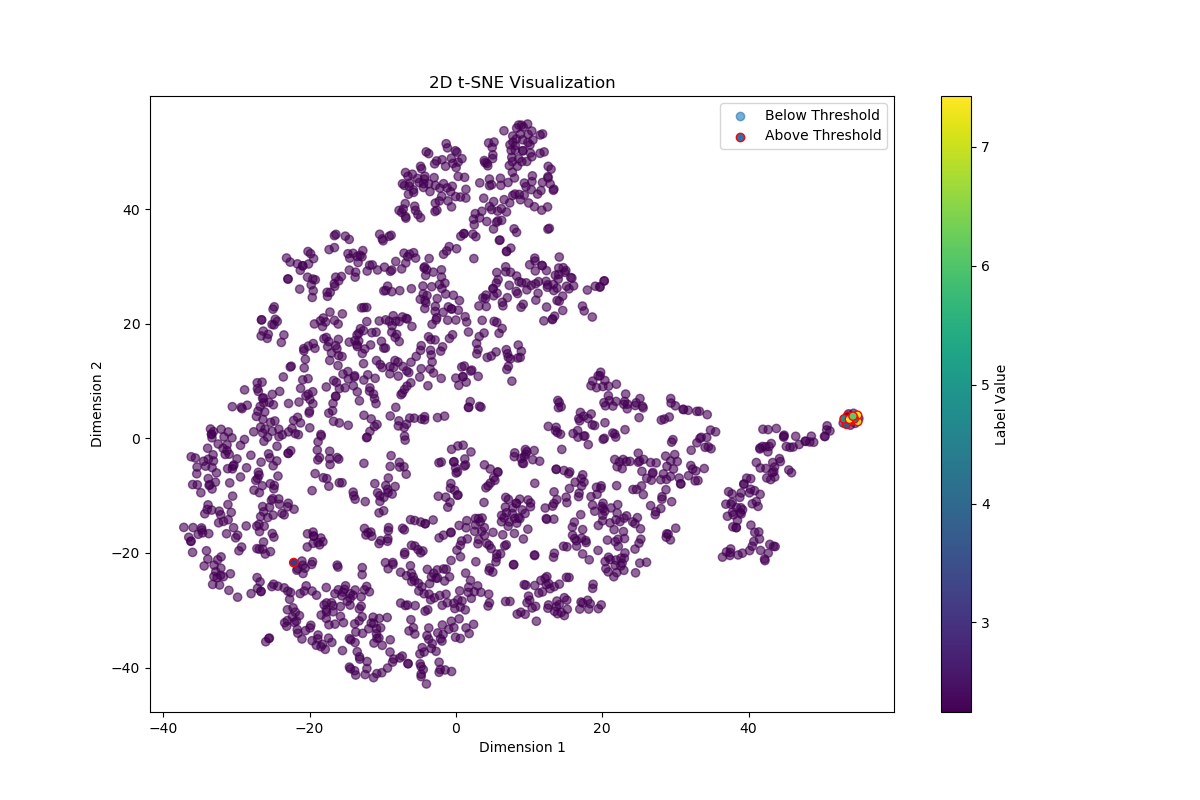 2D t-SNE Visualization
Below Threshold
Above Threshold
40
20
0
−20
−40
Dimension 2
−40
−20
0
20
40
Dimension 1
7
6
5
4
3
Label Value